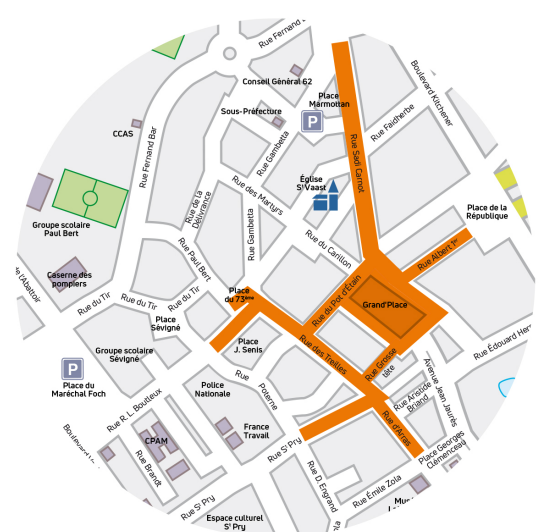 Rue Fernand
Conseil Général 62
Boulevard Kitchener
Place
Marmottan
Sous-Préfecture
P
CCAS
Rue Faidherbe
Rue Fernand Bar
Rue Gambetta
Rue Sadi Carnot
Église
St Vaast
Rue des Martyrs
Rue de la
Délivrance
Place de la
République
Groupe scolaire
Paul Bert
Rue Gambetta
Rue Paul Bert
Rue du Carillon
Rue Albert 1er
Caserne des
pompiers
l'Abattoir
Rue du Tir
Rue du Tir
Rue du Tir
Place
du 73ème
Rue du Pot d'Étain
Grand'Place
Place
Sévigné
Place
J. Senis
Rue des Treilles
Groupe scolaire
Sévigné
Rue Édouard
P
Place du
Maréchal Foch
Rue Poterne
Rue Grosse
tête
Avenue Jean Jaurès
Police
Nationale
Rue Aristide
Briand
Rue R. L. Boutleux
France
Travail
Rue d'Arras
CPAM
Rue St Pry
Place Georges
Clémenceau
Rue Brandt
Rue D. Engrand
Rue Émile Zola
Rue St Pry
Espace culturel
St Pry